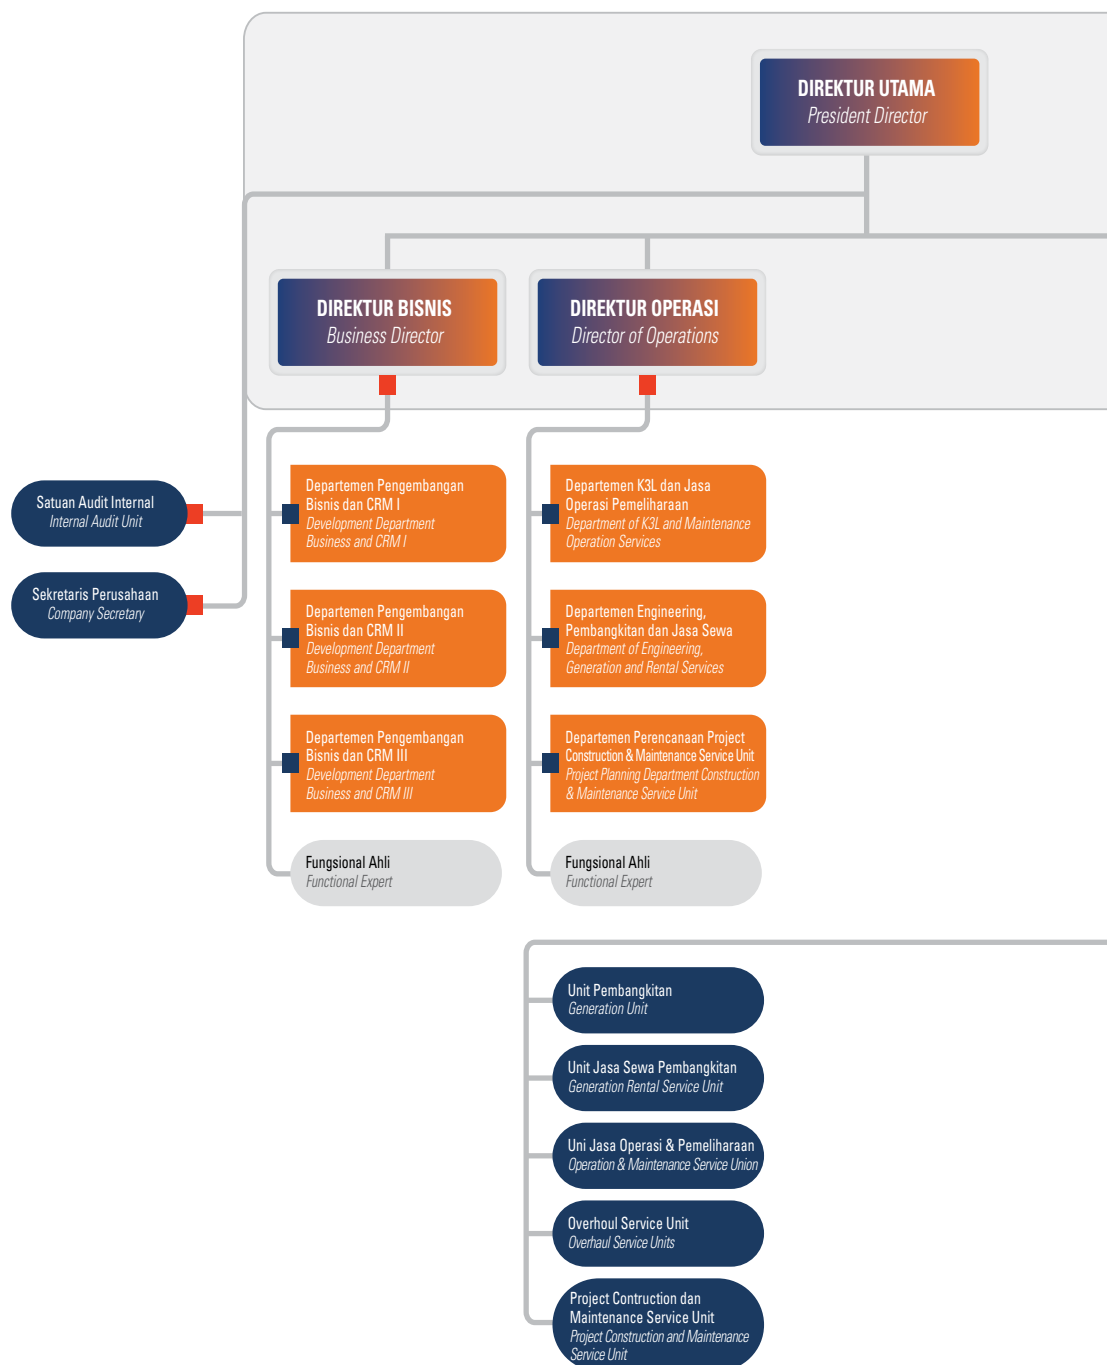 DIREKTUR UTAMA
President Director
DIREKTUR BISNIS
Business Director
DIREKTUR OPERASI
Director of Operations
Satuan Audit Internal
Internal Audit Unit
Sekretaris Perusahaan
Company Secretary
Departemen Pengembangan
Bisnis dan CRM I
Development Department
Business and CRM I
Departemen Pengembangan
Bisnis dan CRM II
Development Department
Business and CRM II
Departemen Pengembangan
Bisnis dan CRM III
Development Department
Business and CRM III
Fungsional Ahli
Functional Expert
Departemen K3L dan Jasa
Operasi Pemeliharaan
Department of K3L and Maintenance
Operation Services
Departemen Engineering,
Pembangkitan dan Jasa Sewa
Department of Engineering,
Generation and Rental Services
Departemen Perencanaan Project
Construction & Maintenance Service Unit
Project Planning Department Construction
& Maintenance Service Unit
Fungsional Ahli
Functional Expert
Unit Pembangkitan
Generation Unit
Unit Jasa Sewa Pembangkitan
Generation Rental Service Unit
Uni Jasa Operasi & Pemeliharaan
Operation & Maintenance Service Union
Overhoul Service Unit
Overhaul Service Units
Project Contruction dan
Maintenance Service Unit
Project Construction and Maintenance
Service Unit